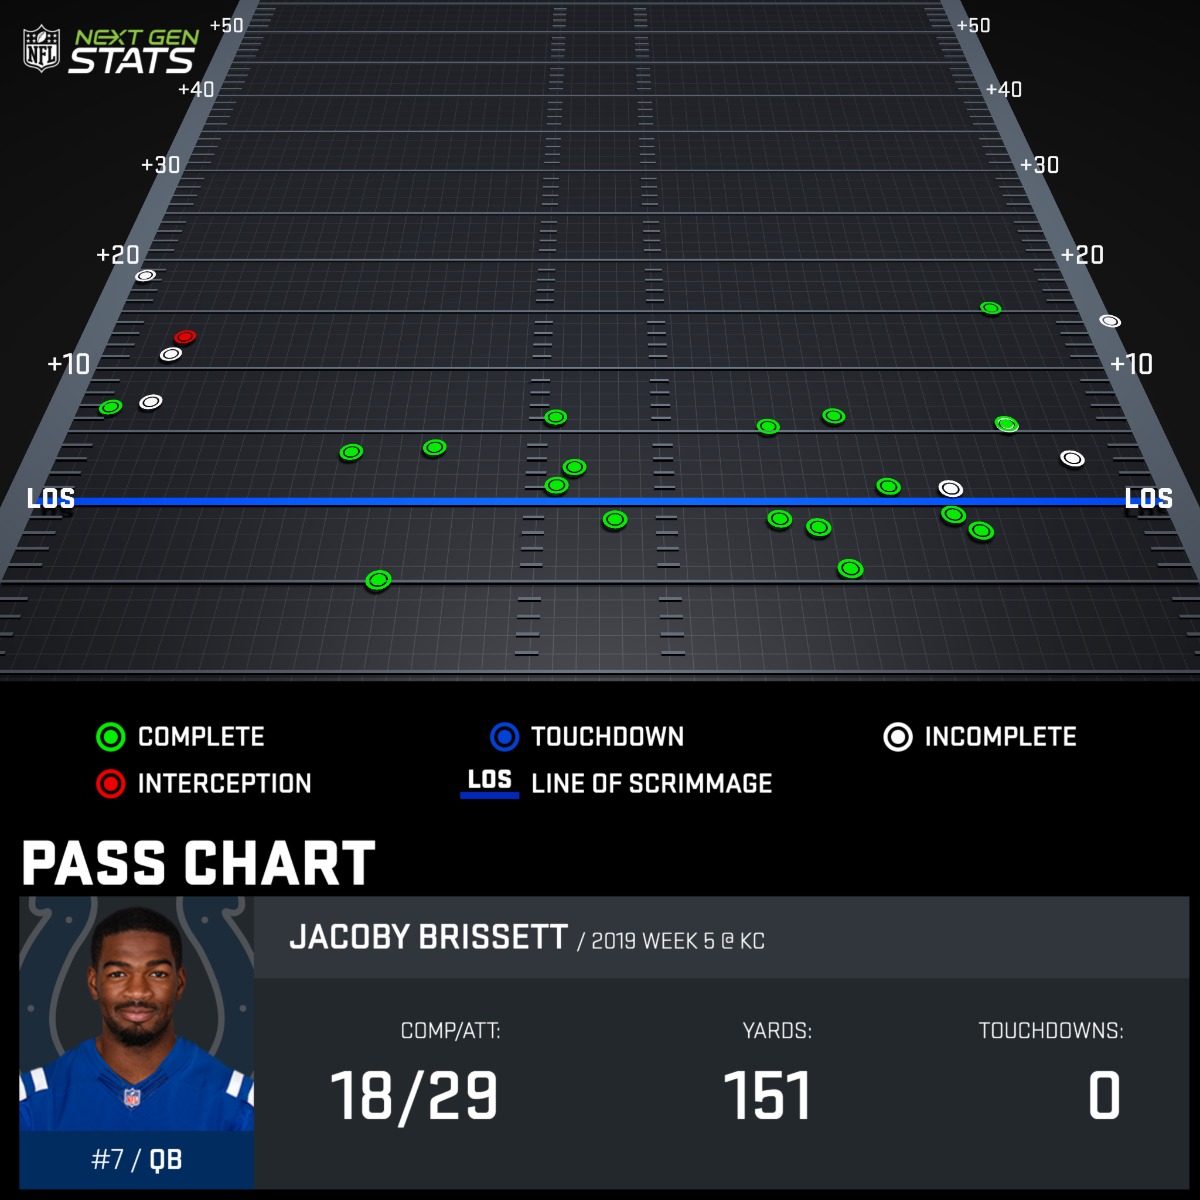 NFL NEXT GEN
STATS
+50 +50
+40 +40
+30 +30
+20 +20
+10 +10
LOS LOS
COMPLETE TOUCHDOWN INCOMPLETE
INTERCEPTION LOS LINE OF SCRIMMAGE
PASS CHART
JACOBY BRISSETT / 2019 WEEK 5 @ KC
COMP/ATT: YARDS: TOUCHDOWNS:
18/29 151 0
#7 / QB